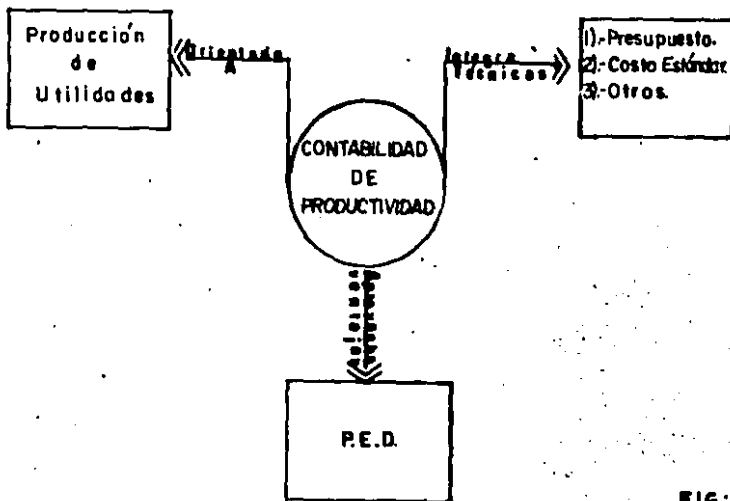 Producción
de
Utilidades
Orientada
A
Integra
Técnicas
1).-Presupuesto.
2).-Costo Estándar.
3).-Otros.
CONTABILIDAD
DE
PRODUCTIVIDAD
P.E.D.
FIG: